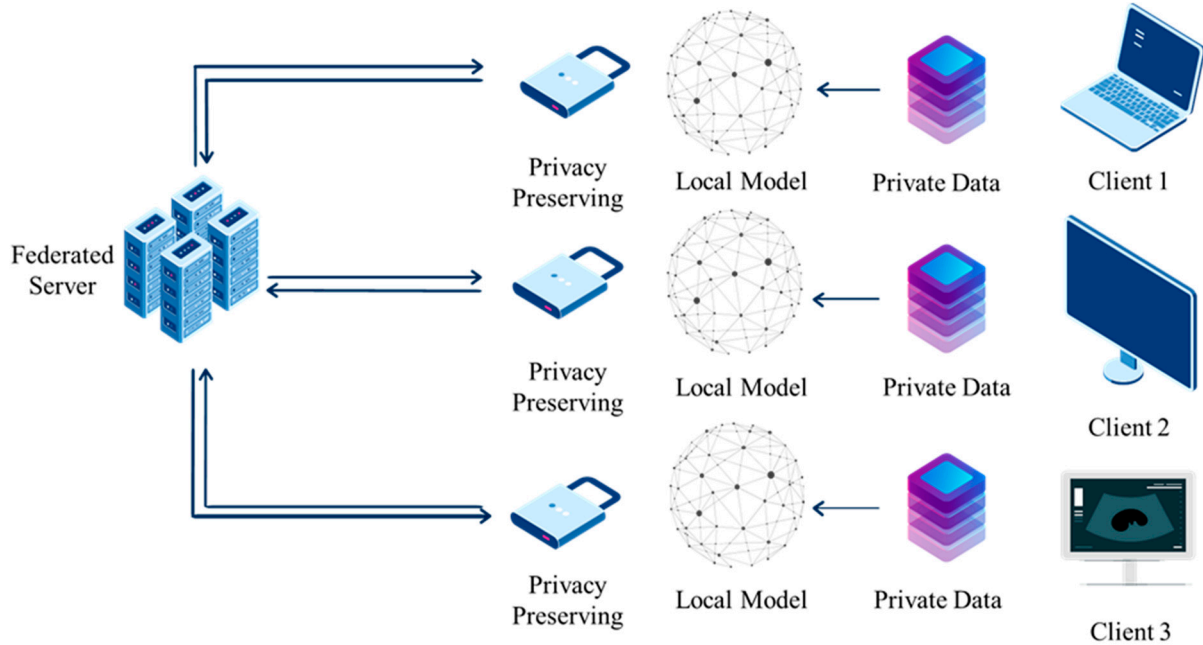 Privacy
Preserving
Local Model
Private Data
Client 1
Federated
Server
Privacy
Preserving
Local Model
Private Data
Client 2
Privacy
Preserving
Local Model
Private Data
Client 3